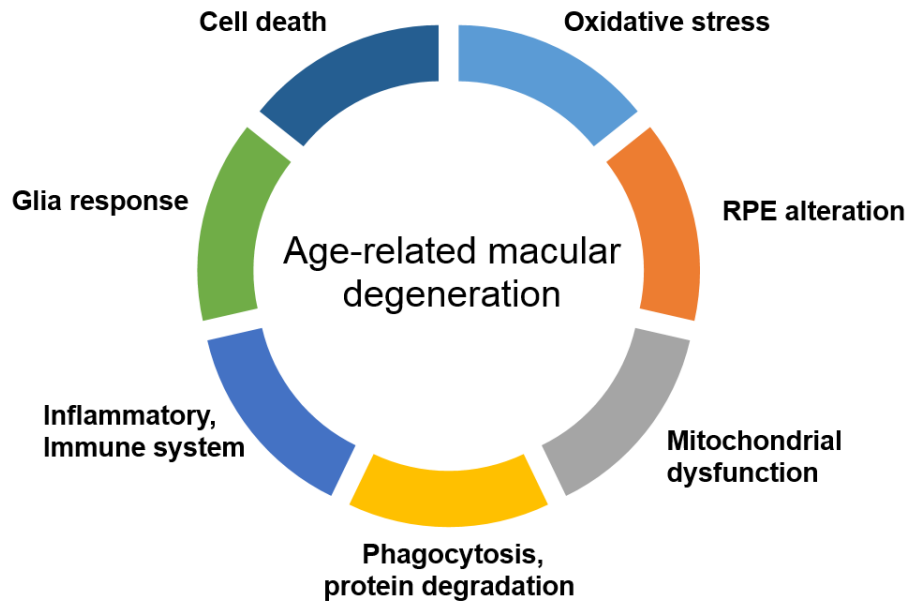 Cell death
Oxidative stress
Glia response
RPE alteration
Age-related macular
degeneration
Inflammatory,
Immune system
Mitochondrial
dysfunction
Phagocytosis,
protein degradation